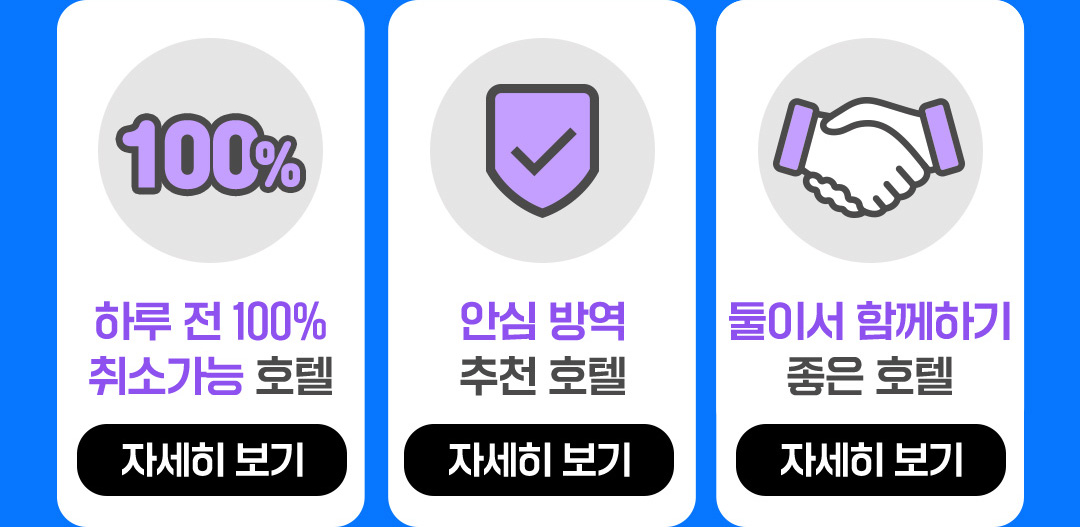 100%
하루 전 100%
취소가능 호텔
자세히 보기
안심 방역
추천 호텔
자세히 보기
둘이서 함께하기
좋은 호텔
자세히 보기